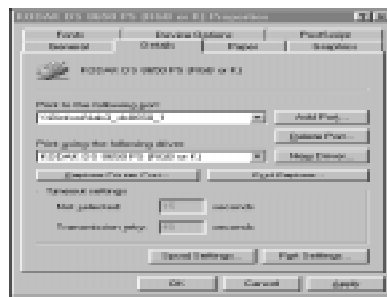 KODAK DS 8650 PS (RGB or K) Properties
Fonts Device Options PostScript
General Details Paper Graphics
KODAK DS 8650 PS (RGB or K)
Print to the following port:
Add Port...
Delete Port...
Print using the following driver:
KODAK DS 8650 PS (RGB or K)
New Driver...
Capture Printer Port... End Capture...
Timeout settings
Not selected: seconds
Transmission retry: 45 seconds
Spool Settings... Port Settings...
OK Cancel Apply